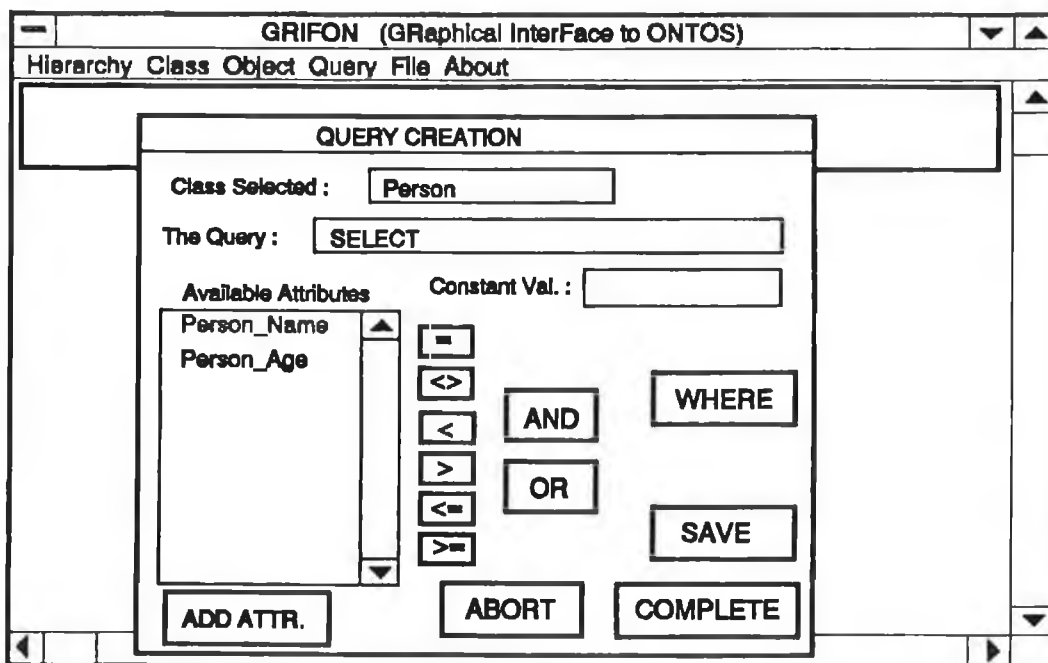 GRIFON (GRaphical InterFace to ONTOS)
Hierarchy Class Object Query File About
QUERY CREATION
Class Selected : Person
The Query : SELECT
Available Attributes Constant Val. :
Person_Name
Person_Age
=
<>
<
>
<=
>=
AND
OR
WHERE
SAVE
ADD ATTR.
ABORT
COMPLETE